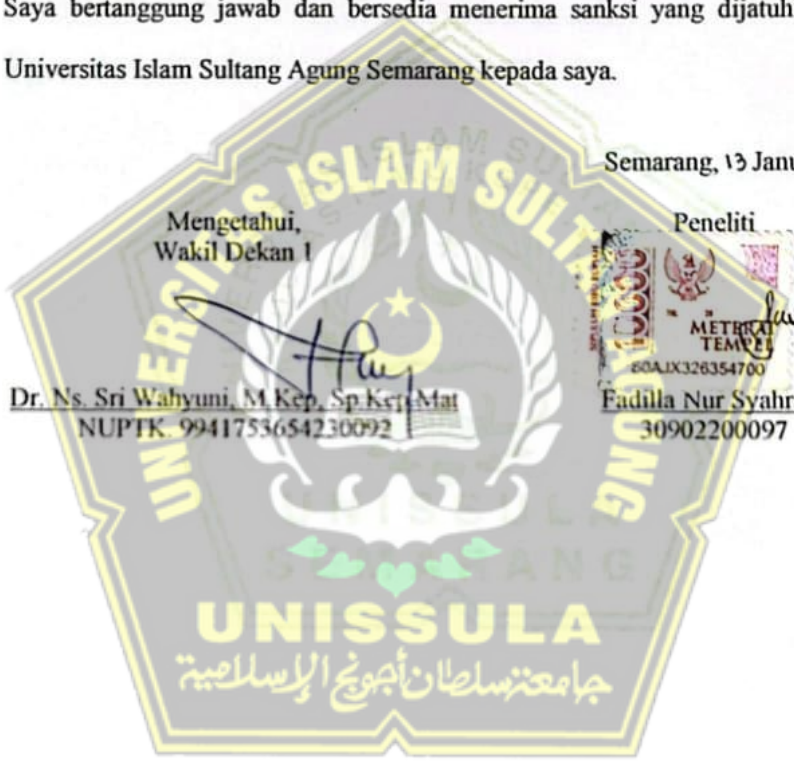 Saya bertanggung jawab dan bersedia menerima sanksi yang dijatuh
Universitas Islam Sultang Agung Semarang kepada saya.
Semarang, 13 Janu
Mengetahui,
Wakil Dekan 1
Peneliti
METERAI
TEMPEL
60AJX326354700
Dr. Ns. Sri Wahyuni, M.Kep, Sp.Kep.Mat
NUPTK. 9941753654230092
Fadilla Nur Syahr
30902200097
UNIVERSITAS ISLAM SULTAN AGUNG
UNISSULA
جامعة سلطان أجونج الإسلامية